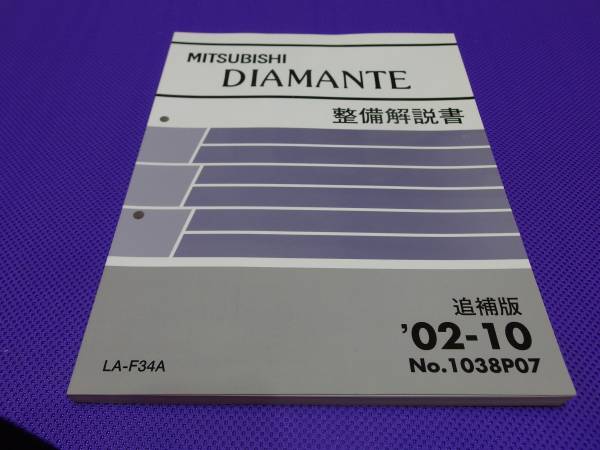 MITSUBISHI
DIAMANTE
整備解説書
追補版
'02-10
No.1038P07
LA-F34A